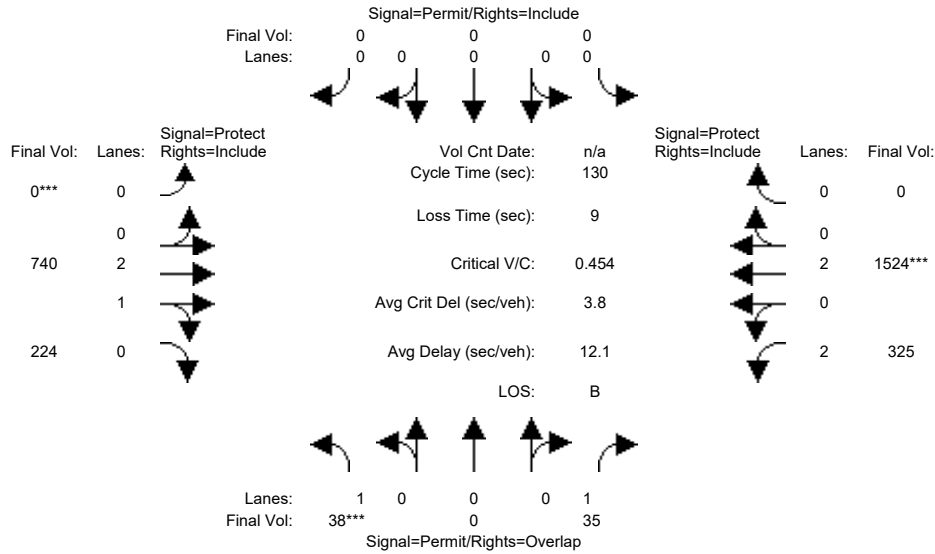 Signal=Permit/Rights=Include
Final Vol: 0 0 0
Lanes: 0 0 0 0 0
Signal=Protect Signal=Protect
Final Vol: Lanes: Rights=Include Vol Cnt Date: n/a Rights=Include Lanes: Final Vol:
Cycle Time (sec): 130
0*** 0 0 0
Loss Time (sec): 9
0 0
740 2 Critical V/C: 0.454 2 1524***
1 Avg Crit Del (sec/veh): 3.8 0
224 0 Avg Delay (sec/veh): 12.1 2 325
LOS: B
Lanes: 1 0 0 0 1
Final Vol: 38*** 0 35
Signal=Permit/Rights=Overlap